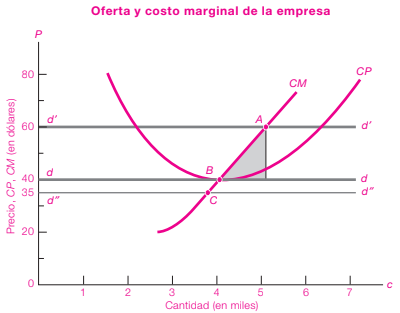 Oferta y costo marginal de la empresa
P
Precio, CP, CM (en dólares)
80
60
40
35
20
0
CM
CP
A
d′
d′
B
d
d
C
d″
d″
1 2 3 4 5 6 7
c
Cantidad (en miles)